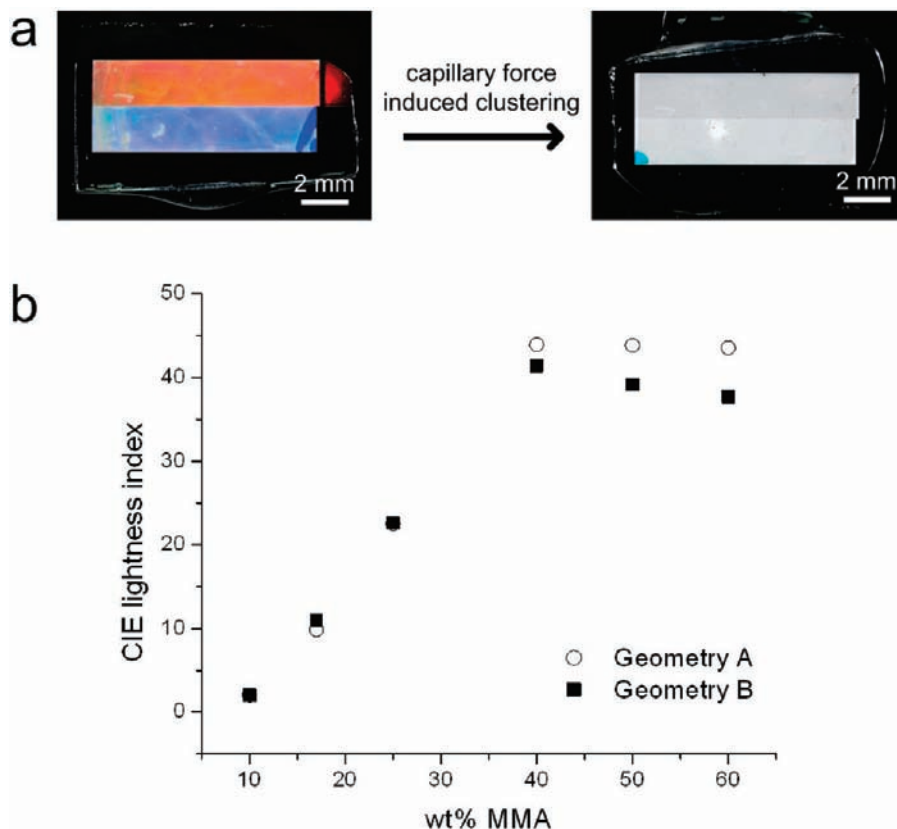 a
capillary force
induced clustering
2 mm
2 mm
b
50
40
30
20
10
0
CIE lightness index
Geometry A
Geometry B
10
20
30
40
50
60
wt% MMA